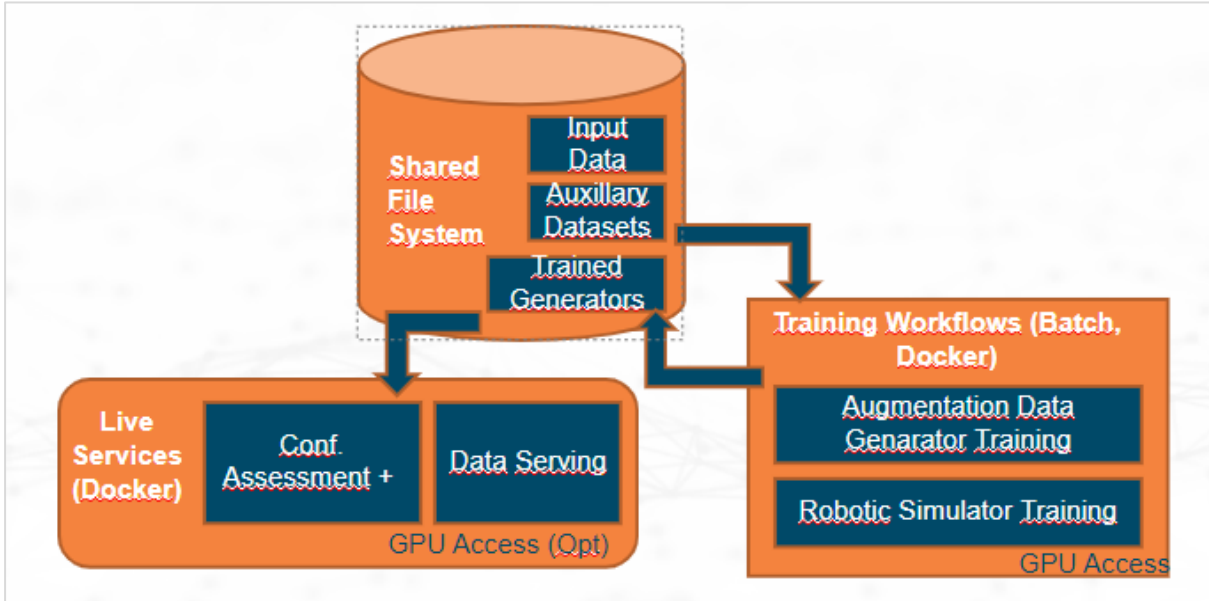 Shared
File
System
Input
Data
Auxillary
Datasets
Trained
Generators
Training Workflows (Batch,
Docker)
Augmentation Data
Genarator Training
Robotic Simulator Training
GPU Access
Live
Services
(Docker)
Conf.
Assessment +
Data Serving
GPU Access (Opt)